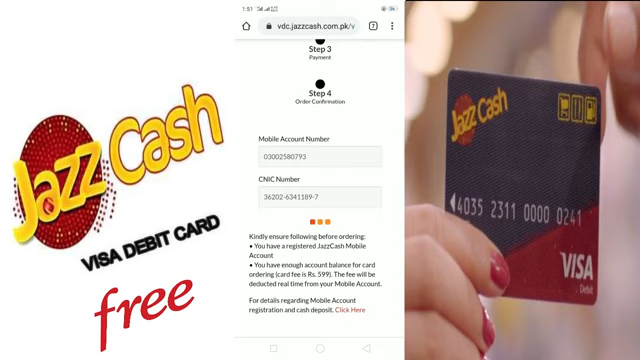 Jazz Cash
VISA DEBIT CARD
free
1:51
vdc.jazzcash.com.pk/v
7
Step 3
Payment
Step 4
Order Confirmation
Mobile Account Number
03002580793
CNIC Number
36202-6341189-7
Kindly ensure following before ordering:
• You have a registered JazzCash Mobile
Account
• You have enough account balance for card
ordering (card fee is Rs. 599). The fee will be
deducted real time from your Mobile Account.
For details regarding Mobile Account
registration and cash deposit. Click Here
Jazz Cash
4035 2311 0000 0241
VISA
Debit